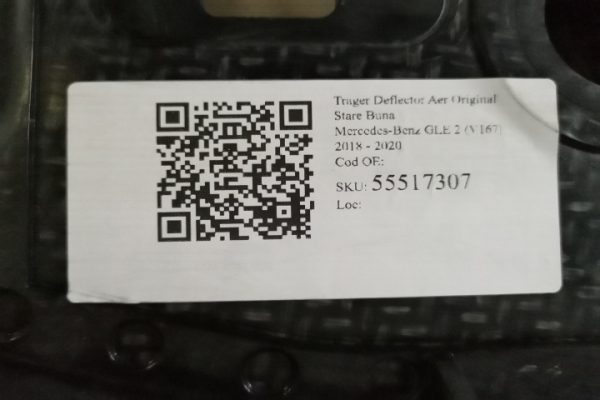 Trager Deflector Aer Original
Stare Buna
Mercedes-Benz GLE 2 (V167)
2018 - 2020
Cod OE:
SKU: 55517307
Loc: